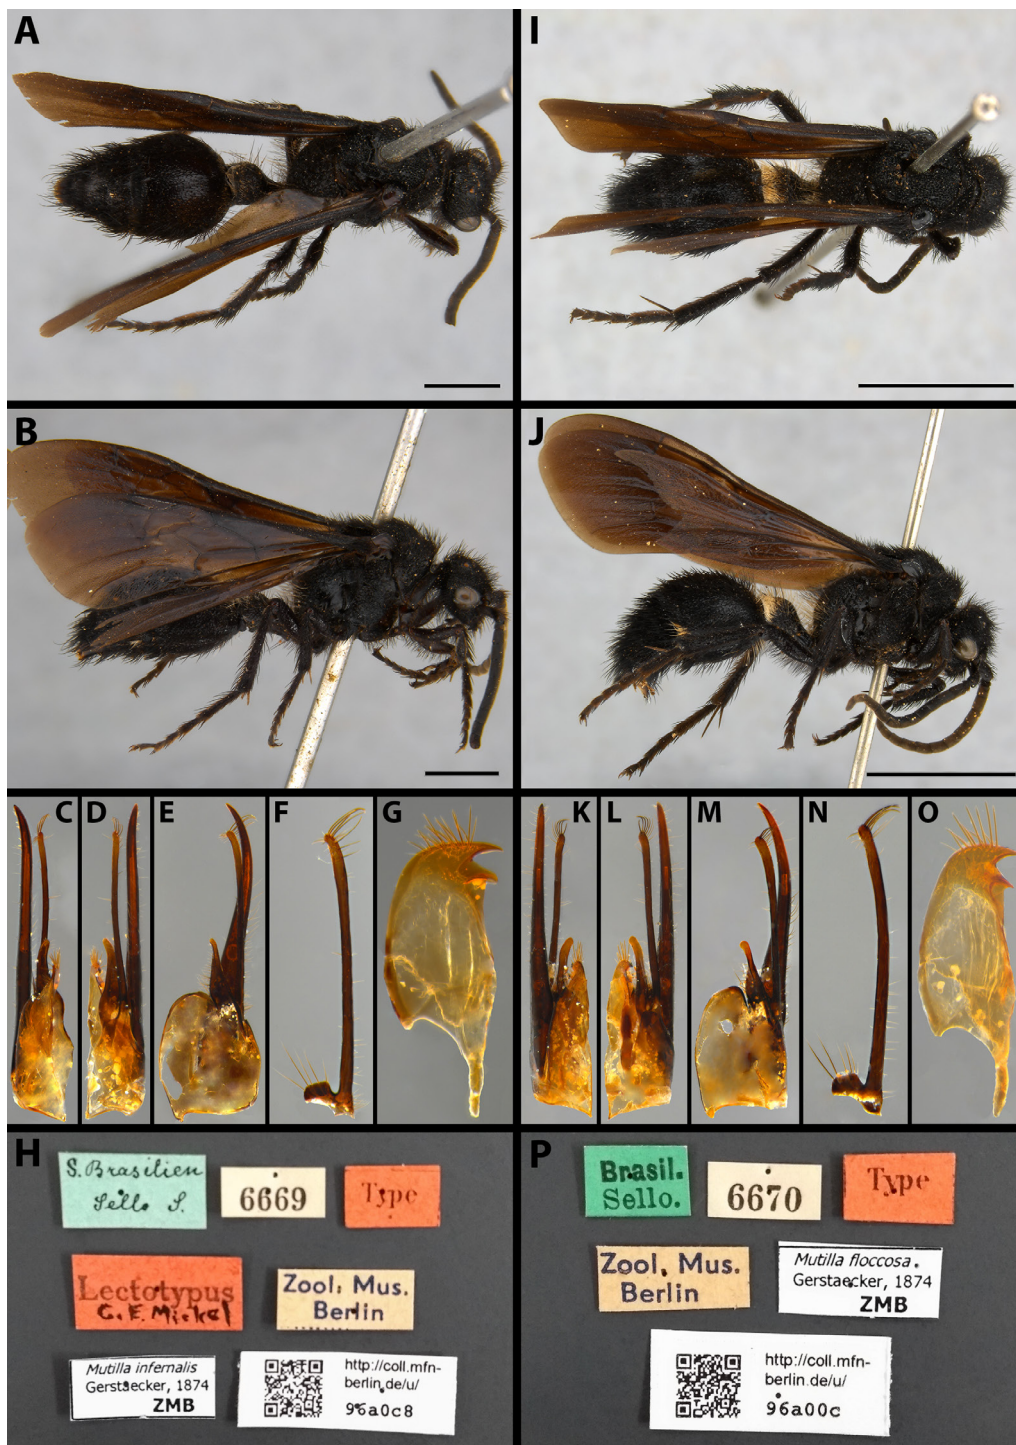 A
I
B
J
C D E F G
K L M N O
H
S. Brasilien
Sello S.
6669
Type
Lectotypus
C. E. Mickel
Zool. Mus.
Berlin
Mutilla infernalis
Gerstaecker, 1874
ZMB
http://coll.mfn-
berlin.de/u/
96a0c8
P
Brasil.
Sello.
6670
Type
Zool. Mus.
Berlin
Mutilla floccosa.
Gerstaecker, 1874
ZMB
http://coll.mfn-
berlin.de/u/
96a00c